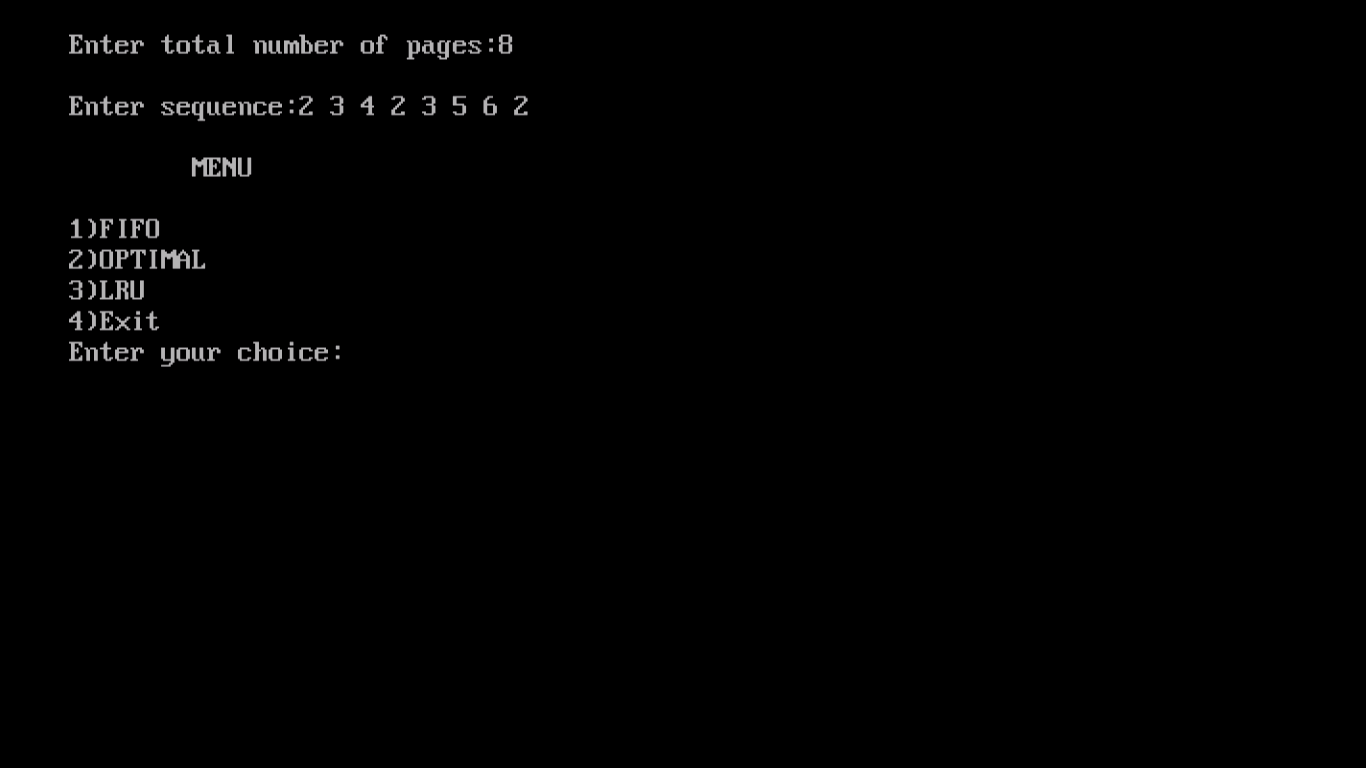 Enter total number of pages:8
Enter sequence:2 3 4 2 3 5 6 2
MENU
1)FIFO
2)OPTIMAL
3)LRU
4)Exit
Enter your choice: